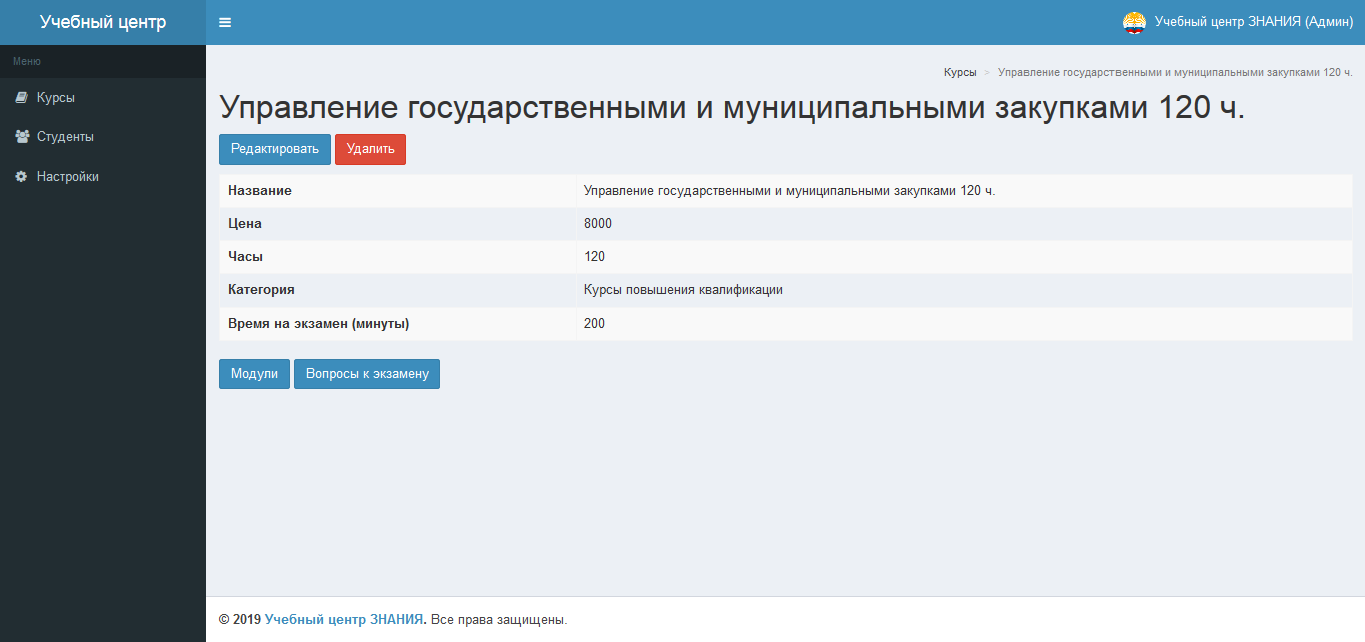 Учебный центр
Учебный центр ЗНАНИЯ (Админ)
Меню
Курсы
Студенты
Настройки
Курсы > Управление государственными и муниципальными закупками 120 ч.
Управление государственными и муниципальными закупками 120 ч.
Редактировать Удалить
Название Управление государственными и муниципальными закупками 120 ч.
Цена 8000
Часы 120
Категория Курсы повышения квалификации
Время на экзамен (минуты) 200
Модули Вопросы к экзамену
© 2019 Учебный центр ЗНАНИЯ. Все права защищены.